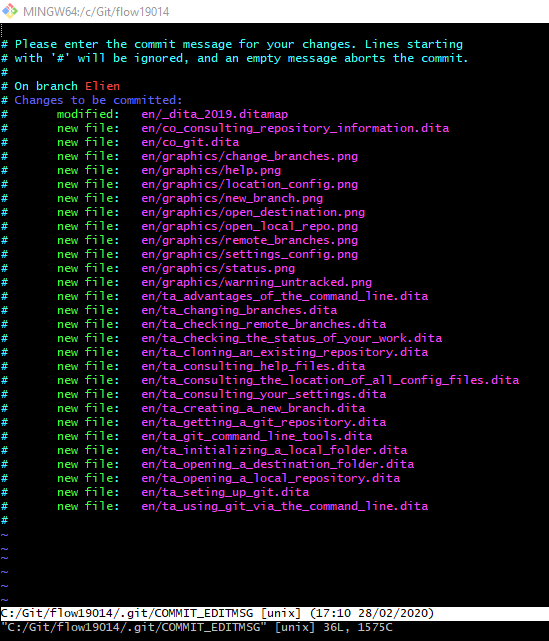 MINGW64:/c/Git/flow19014
# Please enter the commit message for your changes. Lines starting
# with '#' will be ignored, and an empty message aborts the commit.
#
# On branch Elien
# Changes to be committed:
#       modified:   en/_dita_2019.ditamap
#       new file:   en/co_consulting_repository_information.dita
#       new file:   en/co_git.dita
#       new file:   en/graphics/change_branches.png
#       new file:   en/graphics/help.png
#       new file:   en/graphics/location_config.png
#       new file:   en/graphics/new_branch.png
#       new file:   en/graphics/open_destination.png
#       new file:   en/graphics/open_local_repo.png
#       new file:   en/graphics/remote_branches.png
#       new file:   en/graphics/settings_config.png
#       new file:   en/graphics/status.png
#       new file:   en/graphics/warning_untracked.png
#       new file:   en/ta_advantages_of_the_command_line.dita
#       new file:   en/ta_changing_branches.dita
#       new file:   en/ta_checking_remote_branches.dita
#       new file:   en/ta_checking_the_status_of_your_work.dita
#       new file:   en/ta_cloning_an_existing_repository.dita
#       new file:   en/ta_consulting_help_files.dita
#       new file:   en/ta_consulting_the_location_of_all_config_files.dita
#       new file:   en/ta_consulting_your_settings.dita
#       new file:   en/ta_creating_a_new_branch.dita
#       new file:   en/ta_getting_a_git_repository.dita
#       new file:   en/ta_git_command_line_tools.dita
#       new file:   en/ta_initializing_a_local_folder.dita
#       new file:   en/ta_opening_a_destination_folder.dita
#       new file:   en/ta_opening_a_local_repository.dita
#       new file:   en/ta_seting_up_git.dita
#       new file:   en/ta_using_git_via_the_command_line.dita
#
~
~
~
~
~
C:/Git/flow19014/.git/COMMIT_EDITMSG [unix] (17:10 28/02/2020)
"C:/Git/flow19014/.git/COMMIT_EDITMSG" [unix] 36L, 1575C